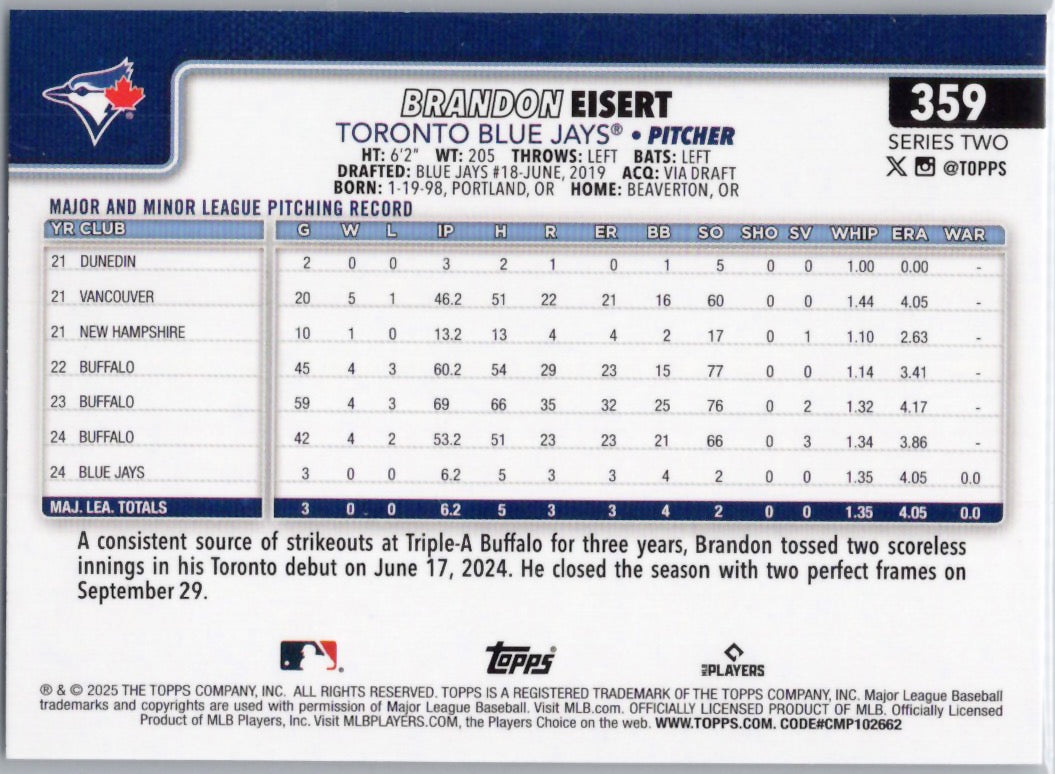 BRANDON EISERT
359
TORONTO BLUE JAYS® • PITCHER
SERIES TWO
HT: 6'2" WT: 205 THROWS: LEFT BATS: LEFT
@TOPPS
DRAFTED: BLUE JAYS #18-JUNE, 2019 ACQ: VIA DRAFT
BORN: 1-19-98, PORTLAND, OR HOME: BEAVERTON, OR
MAJOR AND MINOR LEAGUE PITCHING RECORD
YR CLUB G W L IP H R ER BB SO SHO SV WHIP ERA WAR
21 DUNEDIN 2 0 0 3 2 1 0 1 5 0 0 1.00 0.00 -
21 VANCOUVER 20 5 1 46.2 51 22 21 16 60 0 0 1.44 4.05 -
21 NEW HAMPSHIRE 10 1 0 13.2 13 4 4 2 17 0 1 1.10 2.63 -
22 BUFFALO 45 4 3 60.2 54 29 23 15 77 0 0 1.14 3.41 -
23 BUFFALO 59 4 3 69 66 35 32 25 76 0 2 1.32 4.17 -
24 BUFFALO 42 4 2 53.2 51 23 23 21 66 0 3 1.34 3.86 -
24 BLUE JAYS 3 0 0 6.2 5 3 3 4 2 0 0 1.35 4.05 0.0
MAJ. LEA. TOTALS 3 0 0 6.2 5 3 3 4 2 0 0 1.35 4.05 0.0
A consistent source of strikeouts at Triple-A Buffalo for three years, Brandon tossed two scoreless
innings in his Toronto debut on June 17, 2024. He closed the season with two perfect frames on
September 29.
Topps®
MLB PLAYERS
® & © 2025 THE TOPPS COMPANY, INC. ALL RIGHTS RESERVED. TOPPS IS A REGISTERED TRADEMARK OF THE TOPPS COMPANY, INC. Major League Baseball
trademarks and copyrights are used with permission of Major League Baseball. Visit MLB.com. OFFICIALLY LICENSED PRODUCT OF MLB. Officially Licensed
Product of MLB Players, Inc. Visit MLBPLAYERS.COM, the Players Choice on the web. WWW.TOPPS.COM. CODE#CMP102662